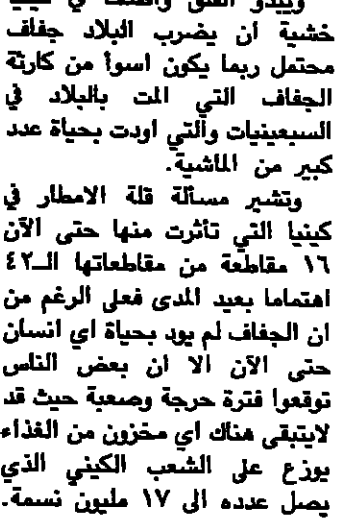 ويبدو القلق واضحا في كينيا
خشية ان يضرب البلاد جفاف
محتمل ربما يكون اسوأ من كارثة
الجفاف التي المت بالبلاد في
السبعينيات والتي اودت بحياة عدد
كبير من الماشية.
وتشير مسألة قلة الامطار في
كينيا التي تأثرت منها حتى الآن
١٦ مقاطعة من مقاطعاتها الــ٤٢
اهتماما بعيد المدى فعلى الرغم من
ان الجفاف لم يود بحياة اي انسان
حتى الآن الا ان بعض الناس
توقعوا فترة حرجة وصعبة حيث قد
لايتبقى هناك اي مخزون من الغذاء
يوزع على الشعب الكيني الذي
يصل عدده الى ١٧ مليون نسمة.